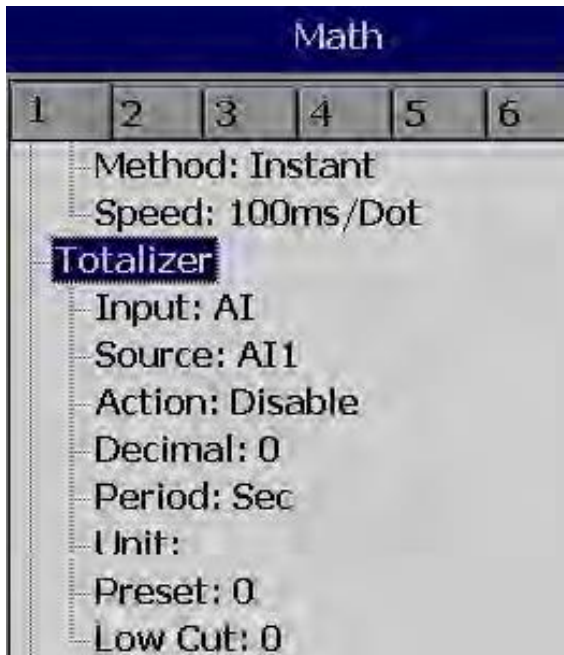 Math
1 2 3 4 5 6
Method: Instant
Speed: 100ms/Dot
Totalizer
Input: AI
Source: AI1
Action: Disable
Decimal: 0
Period: Sec
Unit:
Preset: 0
Low Cut: 0